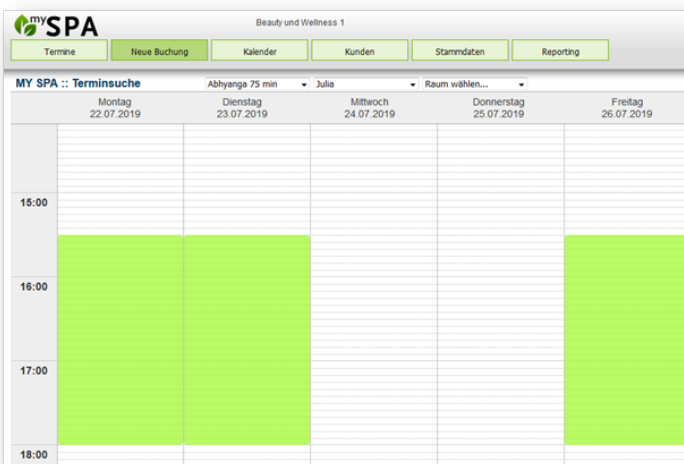 mySPA
Beauty und Wellness 1
Termine Neue Buchung Kalender Kunden Stammdaten Reporting
MY SPA :: Terminsuche Abhyanga 75 min Julia Raum wählen...
Montag Dienstag Mittwoch Donnerstag Freitag
22.07.2019 23.07.2019 24.07.2019 25.07.2019 26.07.2019
15:00
16:00
17:00
18:00